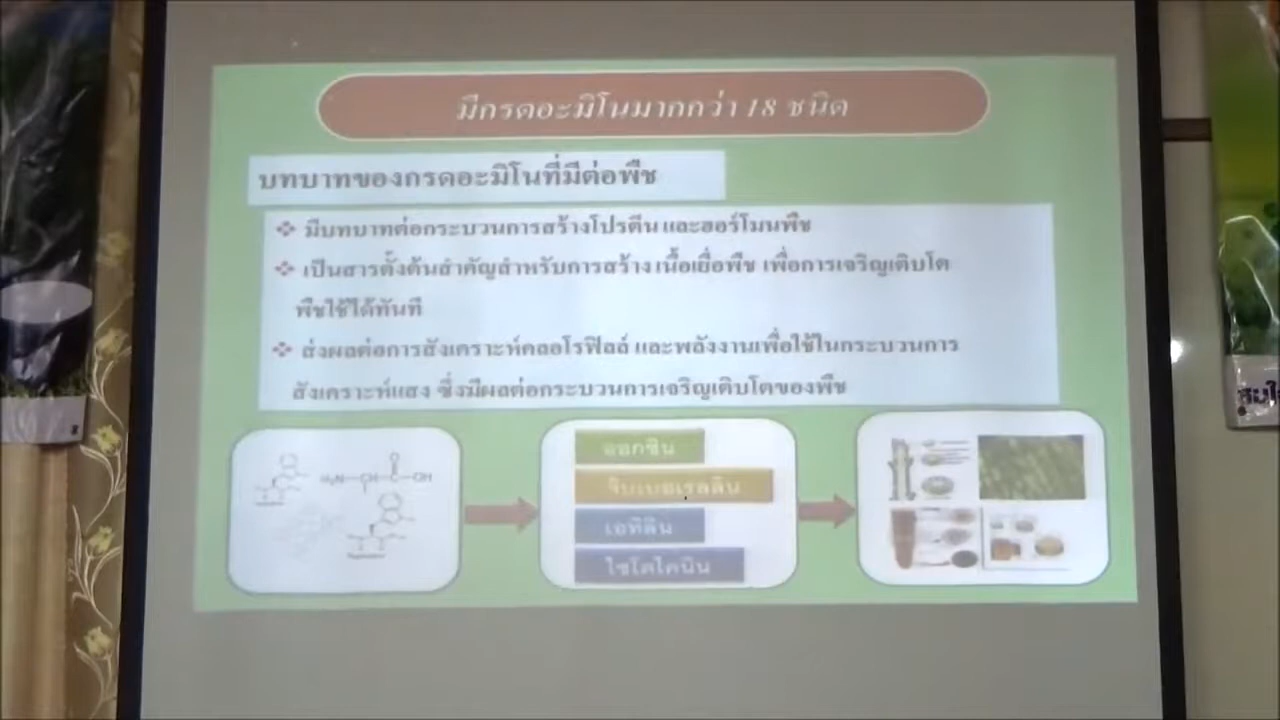 มีกรดอะมิโนมากกว่า 18 ชนิด
บทบาทของกรดอะมิโนที่มีต่อพืช
❖ มีบทบาทต่อกระบวนการสร้างโปรตีน และฮอร์โมนพืช
❖ เป็นสารตั้งต้นสำคัญสำหรับการสร้างเนื้อเยื่อพืช เพื่อการเจริญเติบโต
พืชใช้ได้ทันที
❖ ส่งผลต่อการสังเคราะห์คลอโรฟิลล์ และพลังงานเพื่อใช้ในกระบวนการ
สังเคราะห์แสง ซึ่งมีผลต่อกระบวนการเจริญเติบโตของพืช
H₂N CH C OH
O
ออกซิน
จิบเบอเรลลิน
เอทิลิน
ไซโตไคนิน